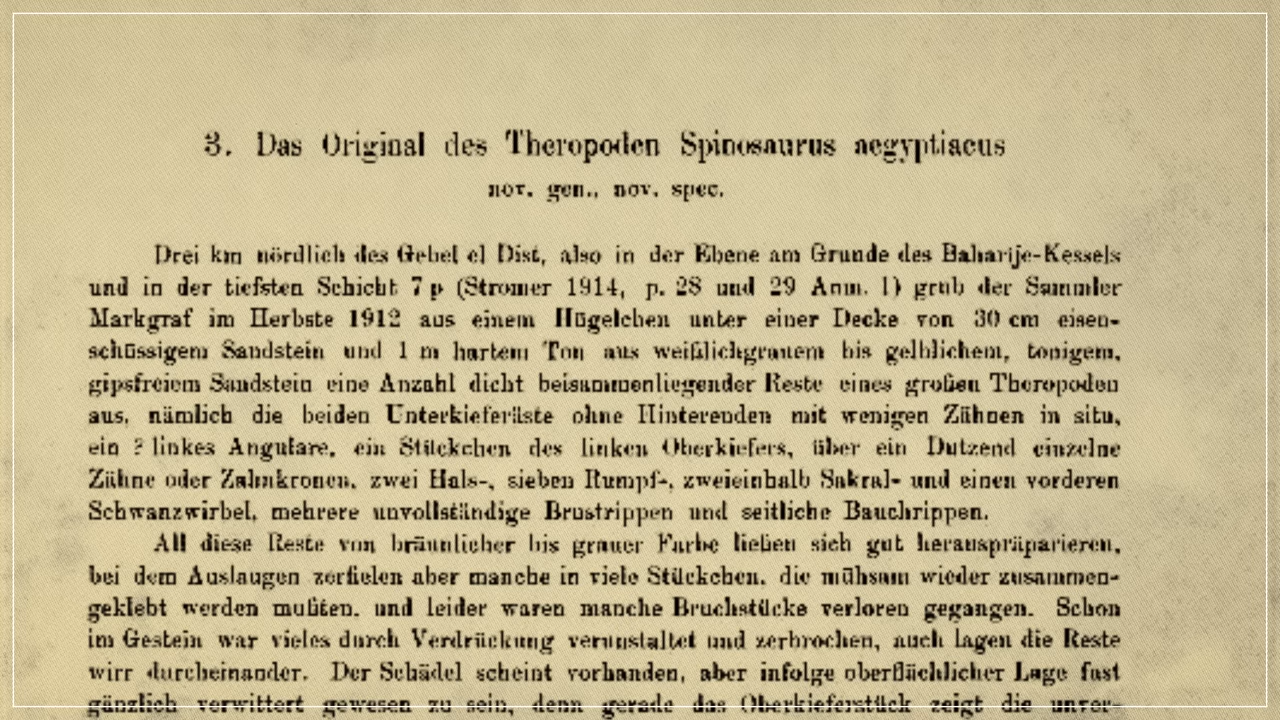 3. Das Original des Theropoden Spinosaurus aegyptiacus
nov. gen., nov. spec.
Drei km nördlich des Gebel el Dist, also in der Ebene am Grunde des Baharije-Kessels
und in der tiefsten Schicht 7 p (Stromer 1914, p. 28 und 29 Anm. 1) grub der Sammler
Markgraf im Herbste 1912 aus einem Hügelchen unter einer Decke von 30 cm eisen-
schüssigem Sandstein und 1 m hartem Ton aus weißlichgrauem bis gelblichem, tonigem,
gipsfreiem Sandstein eine Anzahl dicht beisammenliegender Reste eines großen Theropoden
aus, nämlich die beiden Unterkieferäste ohne Hinterenden mit wenigen Zähnen in situ,
ein ? linkes Angulare, ein Stückchen des linken Oberkiefers, über ein Dutzend einzelne
Zähne oder Zahnkronen, zwei Hals-, sieben Rumpf-, zweieinhalb Sakral- und einen vorderen
Schwanzwirbel, mehrere unvollständige Brustrippen und seitliche Bauchrippen.
All diese Reste von bräunlicher bis grauer Farbe ließen sich gut herauspräparieren,
bei dem Auslaugen zerfielen aber manche in viele Stückchen, die mühsam wieder zusammen-
geklebt werden mußten, und leider waren manche Bruchstücke verloren gegangen. Schon
im Gestein war vieles durch Verdrückung verunstaltet und zerbrochen, auch lagen die Reste
wirr durcheinander. Der Schädel scheint vorhanden, aber infolge oberflächlicher Lage fast
gänzlich verwittert gewesen zu sein, denn gerade das Oberkieferstück zeigt die unver-